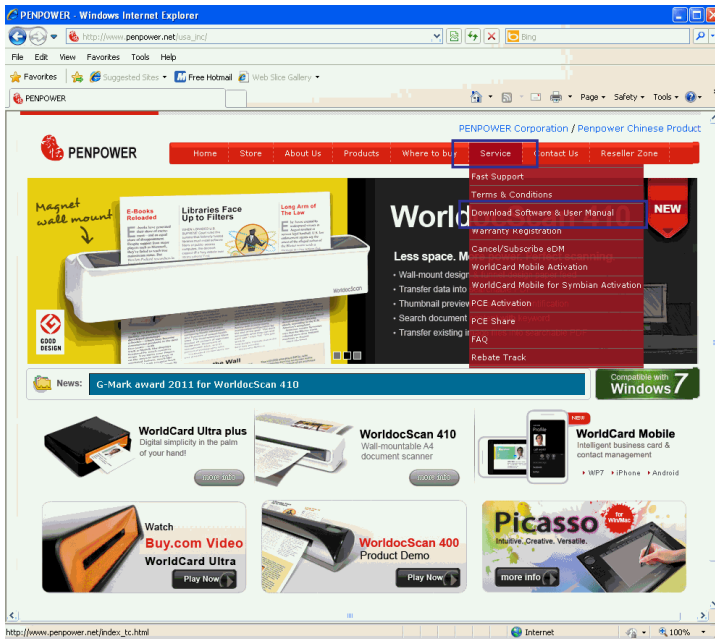 PENPOWER - Windows Internet Explorer
http://www.penpower.net/usa_inc/
Bing
File Edit View Favorites Tools Help
Favorites Suggested Sites Free Hotmail Web Slice Gallery
PENPOWER
Page Safety Tools
PENPOWER Corporation / Penpower Chinese Product
PENPOWER
Home Store About Us Products Where to buy Service Contact Us Reseller Zone
Fast Support
Terms & Conditions
Download Software & User Manual
Warranty Registration
Cancel/Subscribe eDM
WorldCard Mobile Activation
WorldCard Mobile for Symbian Activation
PCE Activation
PCE Share
FAQ
Rebate Track
Magnet
wall mount
E-Books
Reloaded
Libraries Face
Up to Filters
Long Arm of
The Law
WorldocScan
GOOD
DESIGN
the Wall
NEW
Less space.
• Wall-mount design
• Transfer data into
• Thumbnail preview
• Search document
• Transfer existing
News: G-Mark award 2011 for WorldocScan 410
Compatible with
Windows 7
WorldCard Ultra plus
Digital simplicity in the palm
of your hand!
more info
WorldocScan 410
Wall-mountable A4
document scanner
more info
NEW
WorldCard Mobile
Intelligent business card &
contact management
WP7 iPhone Android
Watch
Buy.com Video
WorldCard Ultra
Play Now
WorldocScan 400
Product Demo
Play Now
Picasso
for
Win/Mac
Intuitive. Creative. Versatile.
more info
http://www.penpower.net/index_tc.html
Internet
100%